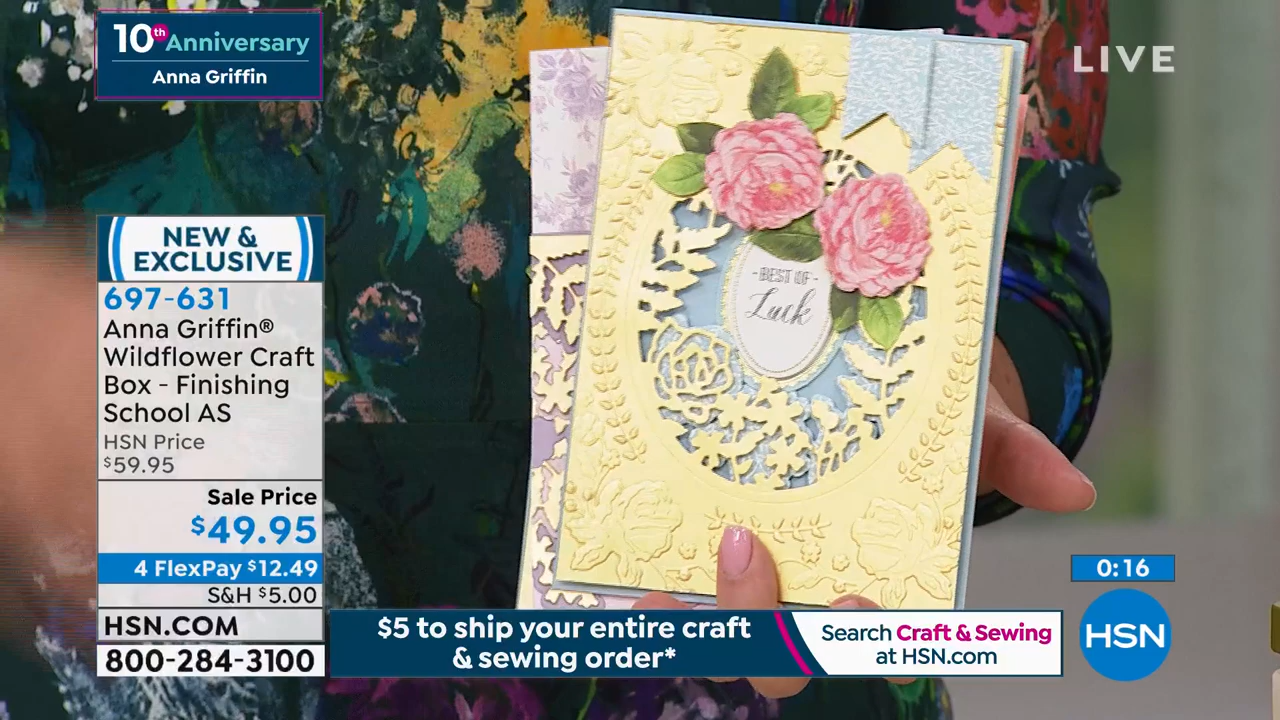 10th Anniversary
Anna Griffin
LIVE
NEW &
EXCLUSIVE
697-631
Anna Griffin®
Wildflower Craft
Box - Finishing
School AS
HSN Price
$59.95
Sale Price
$49.95
4 FlexPay $12.49
S&H $5.00
HSN.COM
800-284-3100
- BEST OF -
Luck
$5 to ship your entire craft
& sewing order*
Search Craft & Sewing
at HSN.com
0:16
HSN